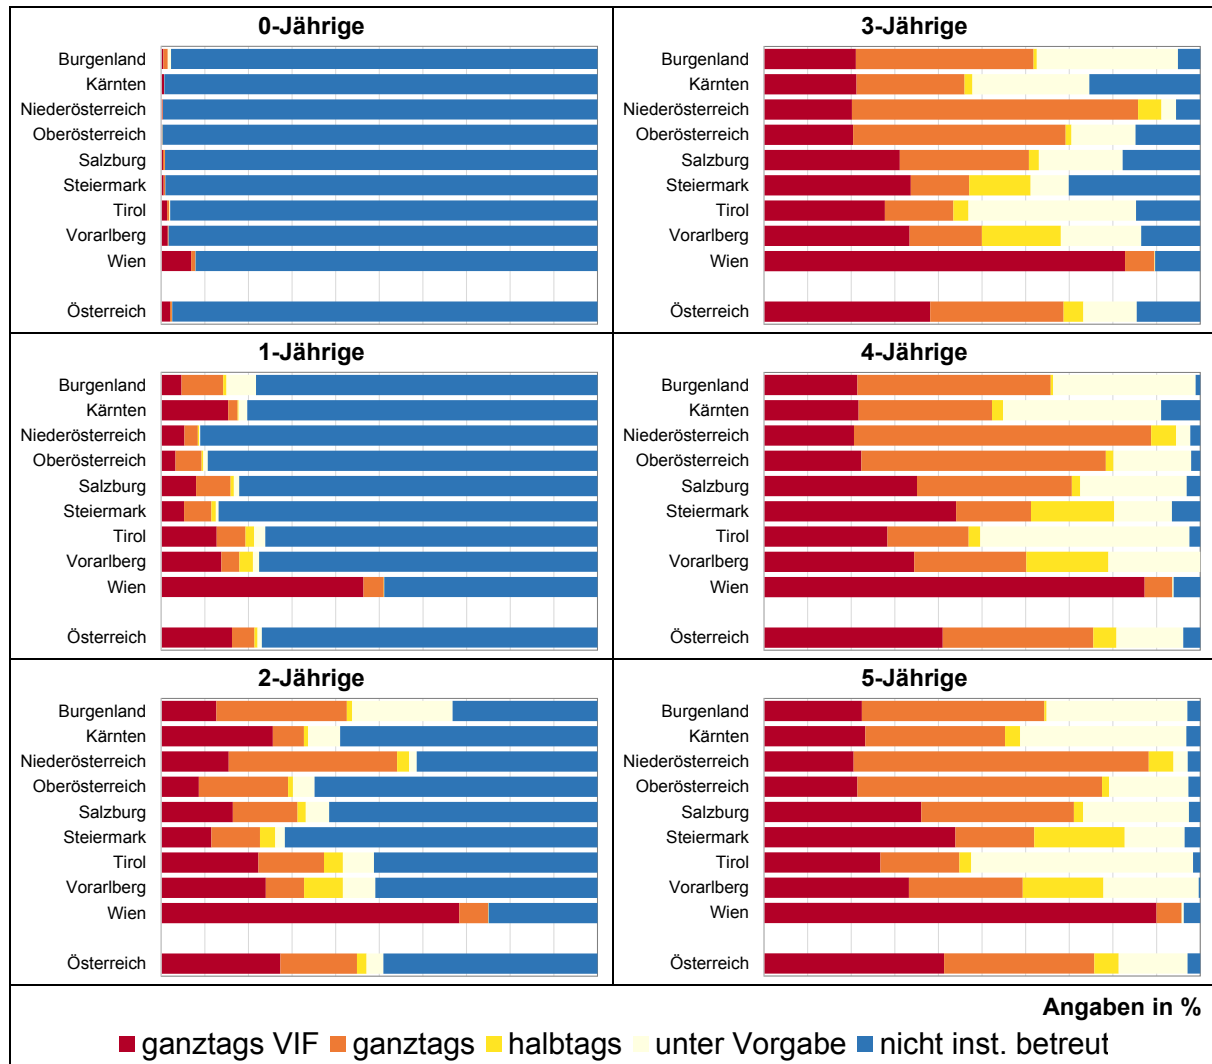 0-Jährige
Burgenland
Kärnten
Niederösterreich
Oberösterreich
Salzburg
Steiermark
Tirol
Vorarlberg
Wien
Österreich
3-Jährige
Burgenland
Kärnten
Niederösterreich
Oberösterreich
Salzburg
Steiermark
Tirol
Vorarlberg
Wien
Österreich
1-Jährige
Burgenland
Kärnten
Niederösterreich
Oberösterreich
Salzburg
Steiermark
Tirol
Vorarlberg
Wien
Österreich
4-Jährige
Burgenland
Kärnten
Niederösterreich
Oberösterreich
Salzburg
Steiermark
Tirol
Vorarlberg
Wien
Österreich
2-Jährige
Burgenland
Kärnten
Niederösterreich
Oberösterreich
Salzburg
Steiermark
Tirol
Vorarlberg
Wien
Österreich
5-Jährige
Burgenland
Kärnten
Niederösterreich
Oberösterreich
Salzburg
Steiermark
Tirol
Vorarlberg
Wien
Österreich
Angaben in %
ganztags VIF ganztags halbtags unter Vorgabe nicht inst. betreut